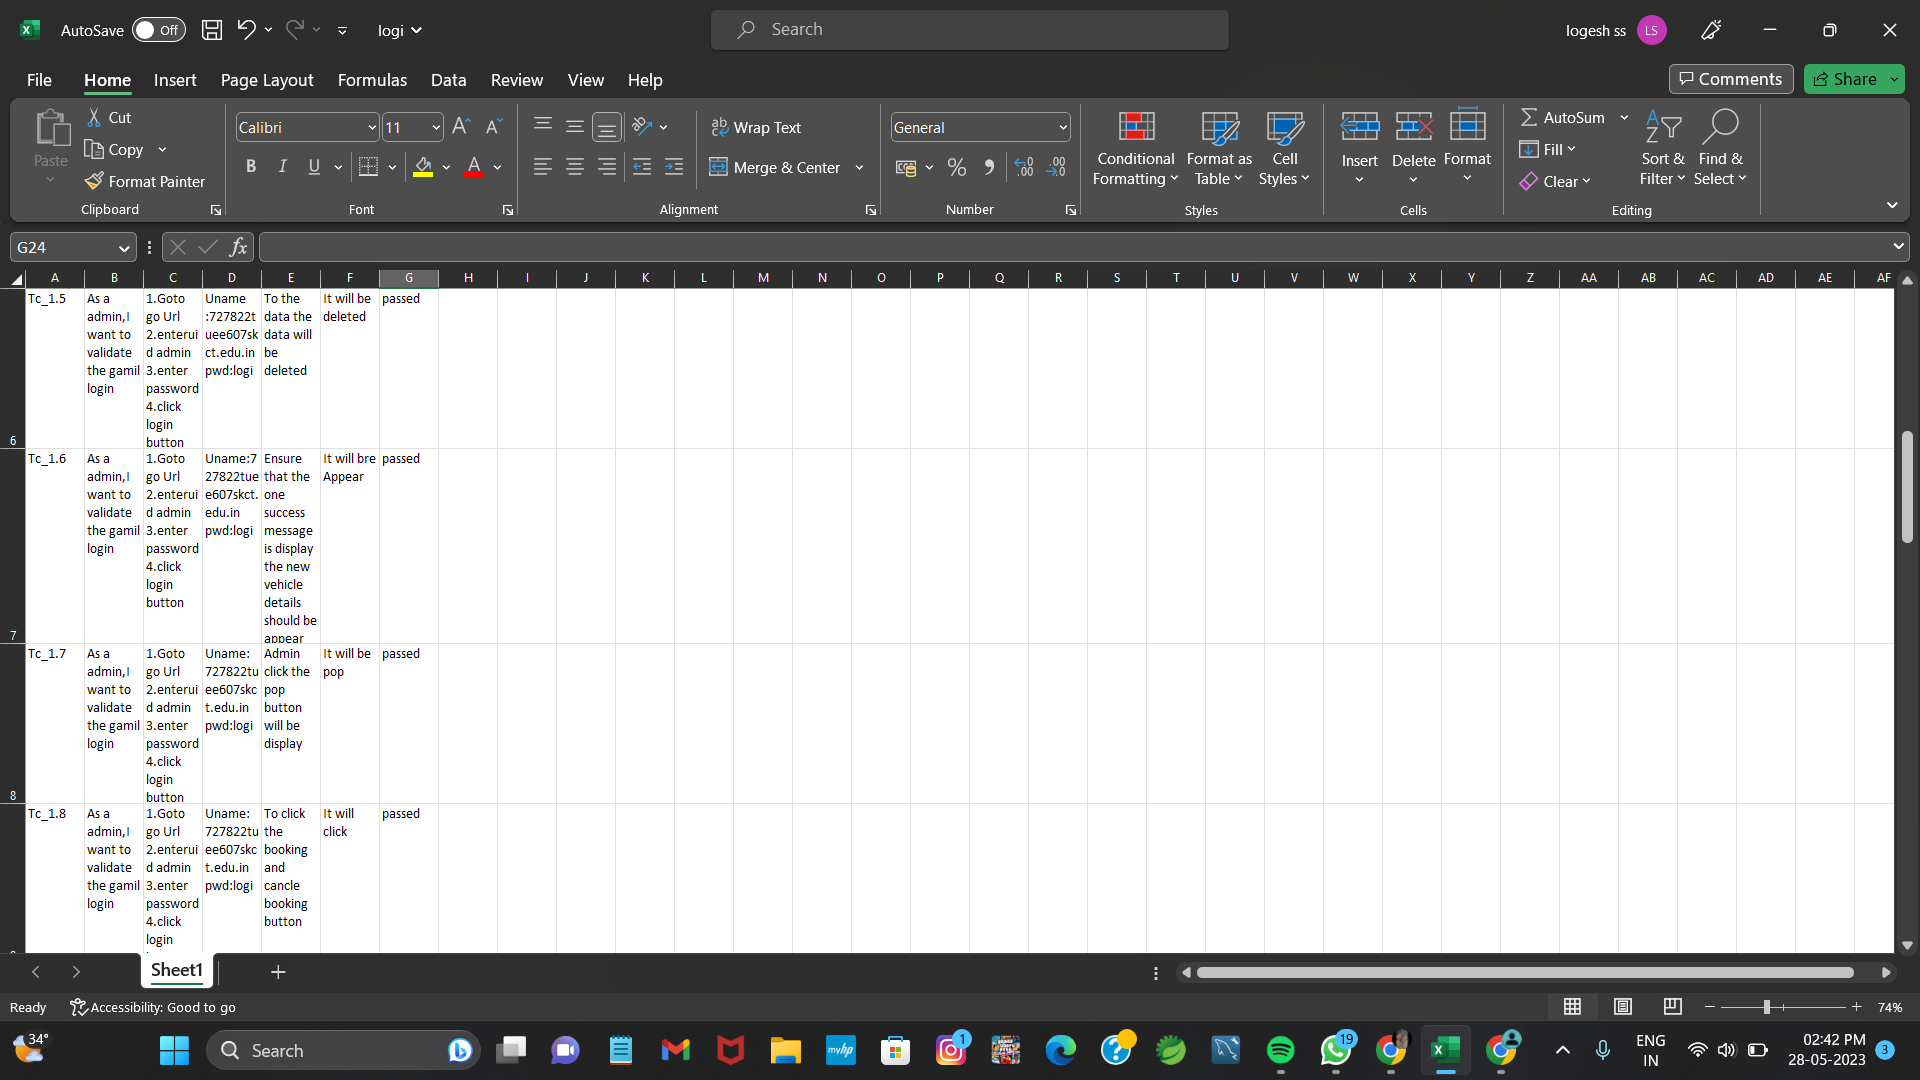 AutoSave Off logi Search logesh ss LS
File Home Insert Page Layout Formulas Data Review View Help Comments Share
Paste Cut Copy Format Painter Clipboard
Calibri 11 A A B I U A Font
ab Wrap Text Merge & Center Alignment
General % , .00 Number
Conditional Formatting Format as Table Cell Styles Styles
Insert Delete Format Cells
AutoSum Fill Clear Sort & Filter Find & Select Editing
G24 fx
A B C D E F G H I J K L M N O P Q R S T U V W X Y Z AA AB AC AD AE AF
6
Tc_1.5
As a
admin,I
want to
validate
the gamil
login
1.Goto
go Url
2.enterui
d admin
3.enter
password
4.click
login
button
Uname
:727822t
uee607sk
ct.edu.in
pwd:logi
To the
data the
data will
be
deleted
It will be
deleted
passed
7
Tc_1.6
As a
admin,I
want to
validate
the gamil
login
1.Goto
go Url
2.enterui
d admin
3.enter
password
4.click
login
button
Uname:7
27822tue
e607skct.
edu.in
pwd:logi
Ensure
that the
one
success
message
is display
the new
vehicle
details
should be
appear
It will bre
Appear
passed
8
Tc_1.7
As a
admin,I
want to
validate
the gamil
login
1.Goto
go Url
2.enterui
d admin
3.enter
password
4.click
login
button
Uname:
727822tu
ee607skc
t.edu.in
pwd:logi
Admin
click the
pop
button
will be
display
It will be
pop
passed
Tc_1.8
As a
admin,I
want to
validate
the gamil
login
1.Goto
go Url
2.enterui
d admin
3.enter
password
4.click
login
Uname:
727822tu
ee607skc
t.edu.in
pwd:logi
To click
the
booking
and
cancle
booking
button
It will
click
passed
Sheet1
Ready Accessibility: Good to go 74%
34° Search myhp 1 19 ENG IN 02:42 PM 28-05-2023 3